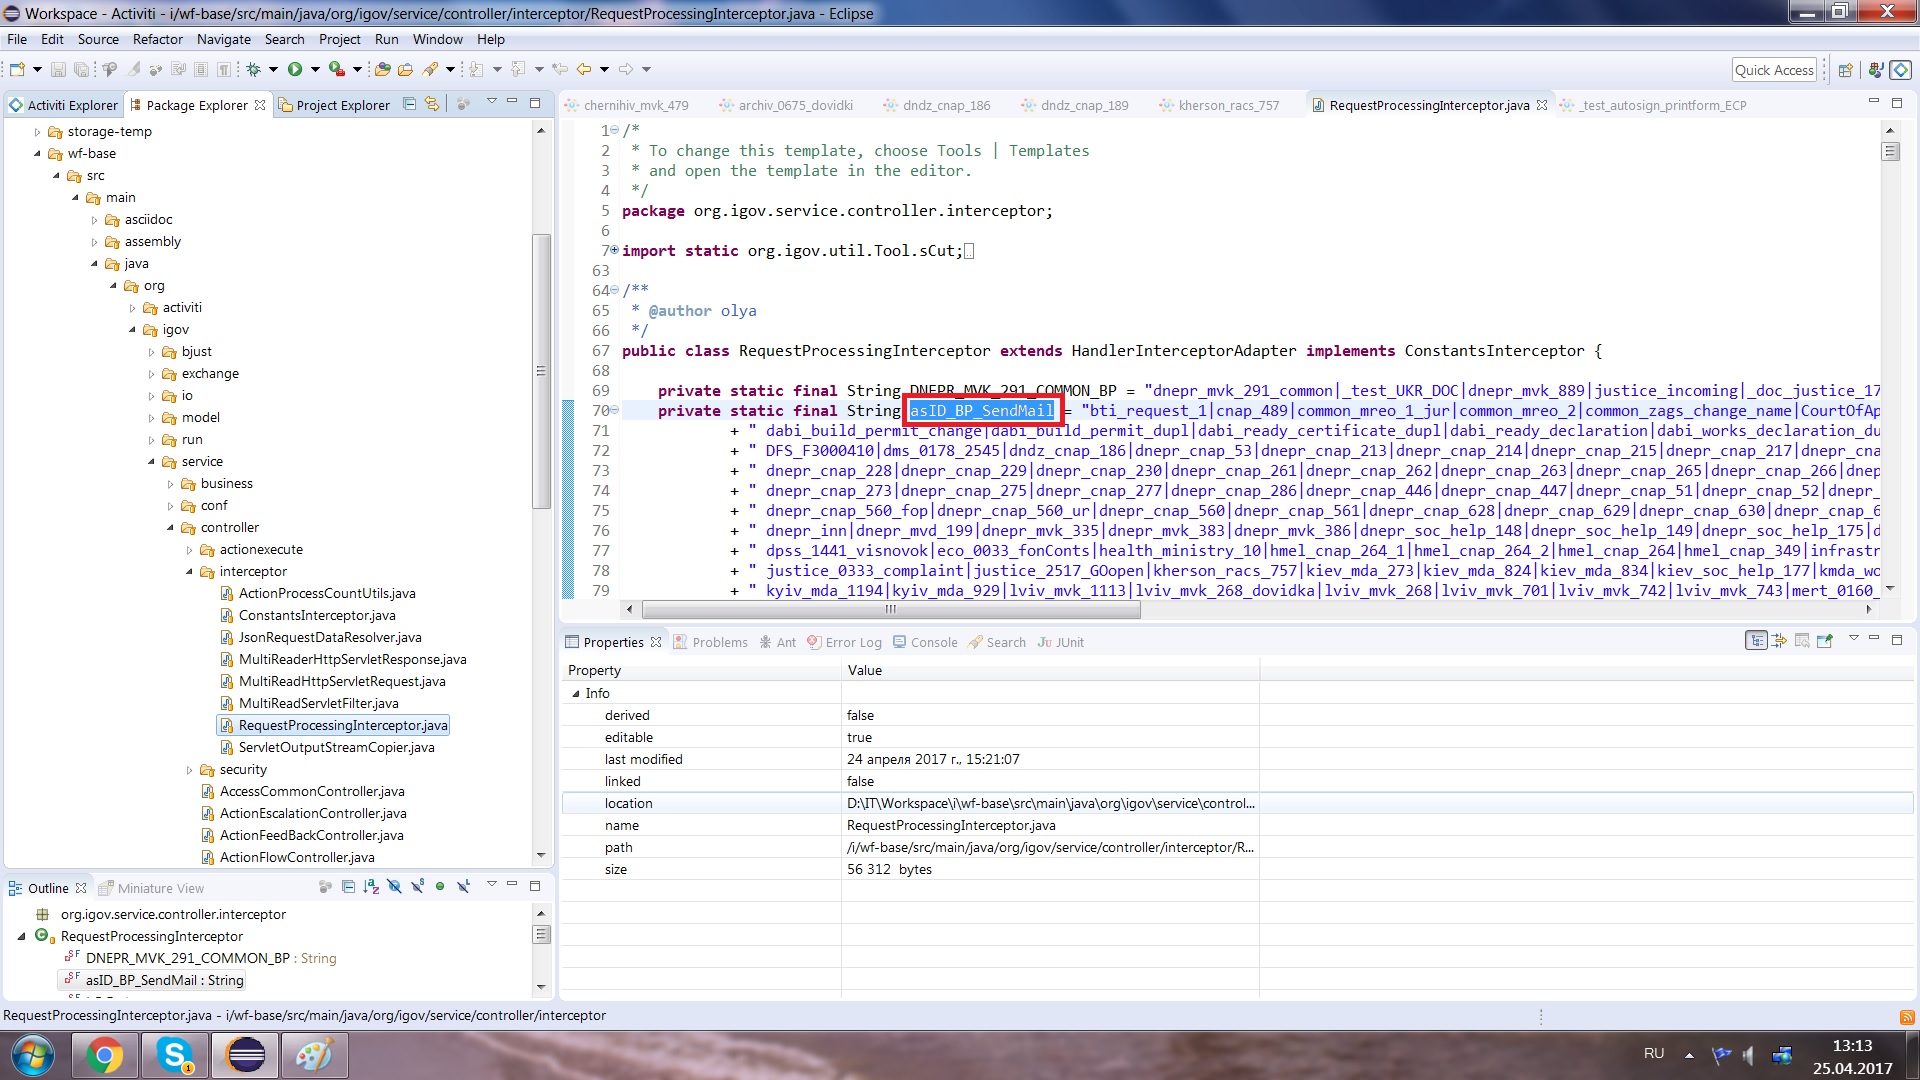 Workspace - Activiti - i/wf-base/src/main/java/org/igov/service/controller/interceptor/RequestProcessingInterceptor.java - Eclipse
File Edit Source Refactor Navigate Search Project Run Window Help
Quick Access
Activiti Explorer Package Explorer Project Explorer
storage-temp
wf-base
src
main
asciidoc
assembly
java
org
activiti
igov
bjust
exchange
io
model
run
service
business
conf
controller
actionexecute
interceptor
ActionProcessCountUtils.java
ConstantsInterceptor.java
JsonRequestDataResolver.java
MultiReaderHttpServletResponse.java
MultiReadHttpServletRequest.java
MultiReadServletFilter.java
RequestProcessingInterceptor.java
ServletOutputStreamCopier.java
security
AccessCommonController.java
ActionEscalationController.java
ActionFeedBackController.java
ActionFlowController.java
Outline Miniature View
org.igov.service.controller.interceptor
RequestProcessingInterceptor
DNEPR_MVK_291_COMMON_BP : String
asID_BP_SendMail : String
chernihiv_mvk_479 archiv_0675_dovidki dndz_cnap_186 dndz_cnap_189 kherson_racs_757 RequestProcessingInterceptor.java _test_autosign_printform_ECP
1 /*
2 * To change this template, choose Tools | Templates
3 * and open the template in the editor.
4 */
5 package org.igov.service.controller.interceptor;
6
7 import static org.igov.util.Tool.sCut;
63
64 /**
65 * @author olya
66 */
67 public class RequestProcessingInterceptor extends HandlerInterceptorAdapter implements ConstantsInterceptor {
68
69 private static final String DNEPR_MVK_291_COMMON_BP = "dnepr_mvk_291_common|_test_UKR_DOC|dnepr_mvk_889|justice_incoming|_doc_justice_17
70 private static final String asID_BP_SendMail = "bti_request_1|cnap_489|common_mreo_1_jur|common_mreo_2|common_zags_change_name|CourtOfAp
71 + " dabi_build_permit_change|dabi_build_permit_dupl|dabi_ready_certificate_dupl|dabi_ready_declaration|dabi_works_declaration_du
72 + " DFS_F3000410|dms_0178_2545|dndz_cnap_186|dnepr_cnap_53|dnepr_cnap_213|dnepr_cnap_214|dnepr_cnap_215|dnepr_cnap_217|dnepr_cna
73 + " dnepr_cnap_228|dnepr_cnap_229|dnepr_cnap_230|dnepr_cnap_261|dnepr_cnap_262|dnepr_cnap_263|dnepr_cnap_265|dnepr_cnap_266|dnep
74 + " dnepr_cnap_273|dnepr_cnap_275|dnepr_cnap_277|dnepr_cnap_286|dnepr_cnap_446|dnepr_cnap_447|dnepr_cnap_51|dnepr_cnap_52|dnepr_
75 + " dnepr_cnap_560_fop|dnepr_cnap_560_ur|dnepr_cnap_560|dnepr_cnap_561|dnepr_cnap_628|dnepr_cnap_629|dnepr_cnap_630|dnepr_cnap_6
76 + " dnepr_inn|dnepr_mvd_199|dnepr_mvk_335|dnepr_mvk_383|dnepr_mvk_386|dnepr_soc_help_148|dnepr_soc_help_149|dnepr_soc_help_175|d
77 + " dpss_1441_visnovok|eco_0033_fonConts|health_ministry_10|hmel_cnap_264_1|hmel_cnap_264_2|hmel_cnap_264|hmel_cnap_349|infrastr
78 + " justice_0333_complaint|justice_2517_GOopen|kherson_racs_757|kiev_mda_273|kiev_mda_824|kiev_mda_834|kiev_soc_help_177|kmda_wo
79 + " kyiv_mda_1194|kyiv_mda_929|lviv_mvk_1113|lviv_mvk_268_dovidka|lviv_mvk_268|lviv_mvk_701|lviv_mvk_742|lviv_mvk_743|mert_0160_
Properties Problems Ant Error Log Console Search JUnit
Property Value
Info
derived false
editable true
last modified 24 апреля 2017 г., 15:21:07
linked false
location D:\IT\Workspace\i\wf-base\src\main\java\org\igov\service\control...
name RequestProcessingInterceptor.java
path /i/wf-base/src/main/java/org/igov/service/controller/interceptor/R...
size 56 312 bytes
RequestProcessingInterceptor.java - i/wf-base/src/main/java/org/igov/service/controller/interceptor
RU
13:13
25.04.2017